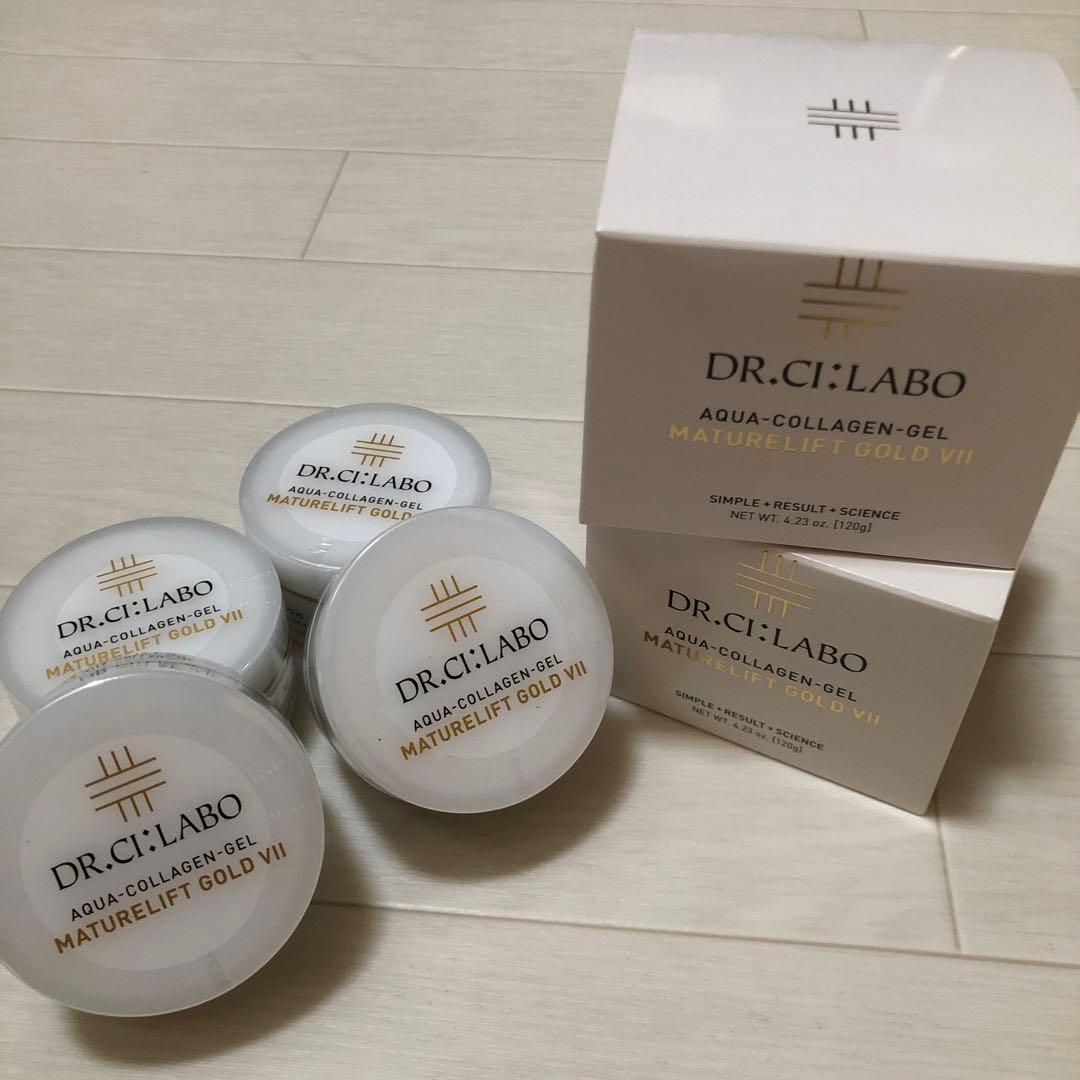 DR.CI:LABO
AQUA-COLLAGEN-GEL
MATURELIFT GOLD VII
SIMPLE + RESULT + SCIENCE
NET WT. 4.23 oz. [120g]
DR.CI:LABO
AQUA-COLLAGEN-GEL
MATURELIFT GOLD VII
SIMPLE + RESULT + SCIENCE
NET WT. 4.23 oz. [120g]
DR.CI:LABO
AQUA-COLLAGEN-GEL
MATURELIFT GOLD
DR.CI:LABO
AQUA-COLLAGEN-GEL
MATURELIFT GOLD VII
DR.CI:LABO
AQUA-COLLAGEN-GEL
MATURELIFT GOLD VII
DR.CI:LABO
AQUA-COLLAGEN-GEL
MATURELIFT GOLD VII